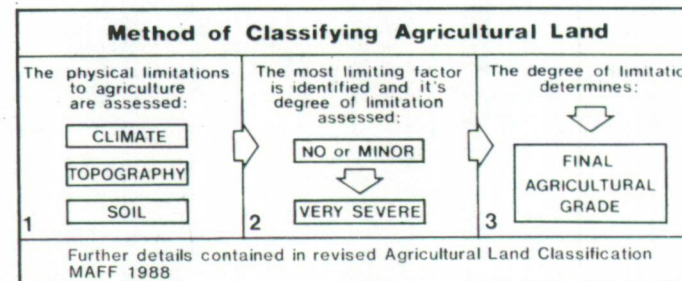 Method of Classifying Agricultural Land
The physical limitations
to agriculture
are assessed:
CLIMATE
TOPOGRAPHY
SOIL
1
The most limiting factor
is identified and it's
degree of limitation
assessed:
NO or MINOR
VERY SEVERE
2
The degree of limitatio
determines:
FINAL
AGRICULTURAL
GRADE
3
Further details contained in revised Agricultural Land Classification
MAFF 1988